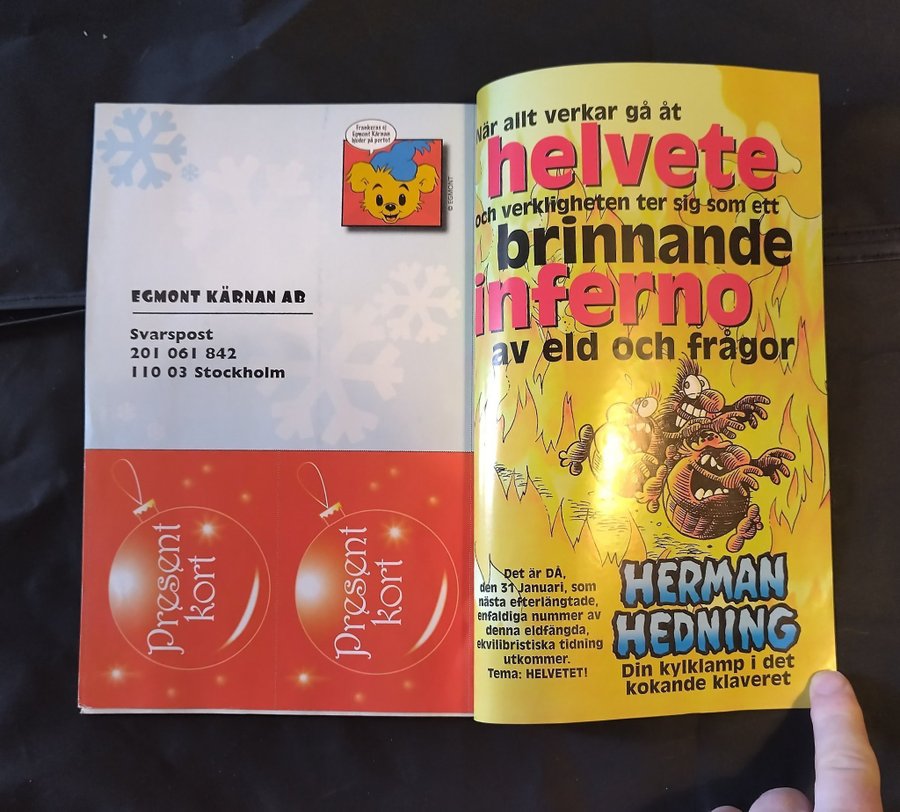 Frankeras ej
Egmont Kärnan
bjuder på portot
© EGMONT
EGMONT KÄRNAN AB
Svarspost
201 061 842
110 03 Stockholm
Present
kort
Present
kort
När allt verkar gå åt
helvete
och verkligheten ter sig som ett
brinnande
inferno
av eld och frågor
Det är DÅ,
den 31 Januari, som
nästa efterlängtade,
enfaldiga nummer av
denna eldfängda,
ekvilibristiska tidning
utkommer.
Tema: HELVETET!
HERMAN
HEDNING
Din kylklamp i det
kokande klaveret